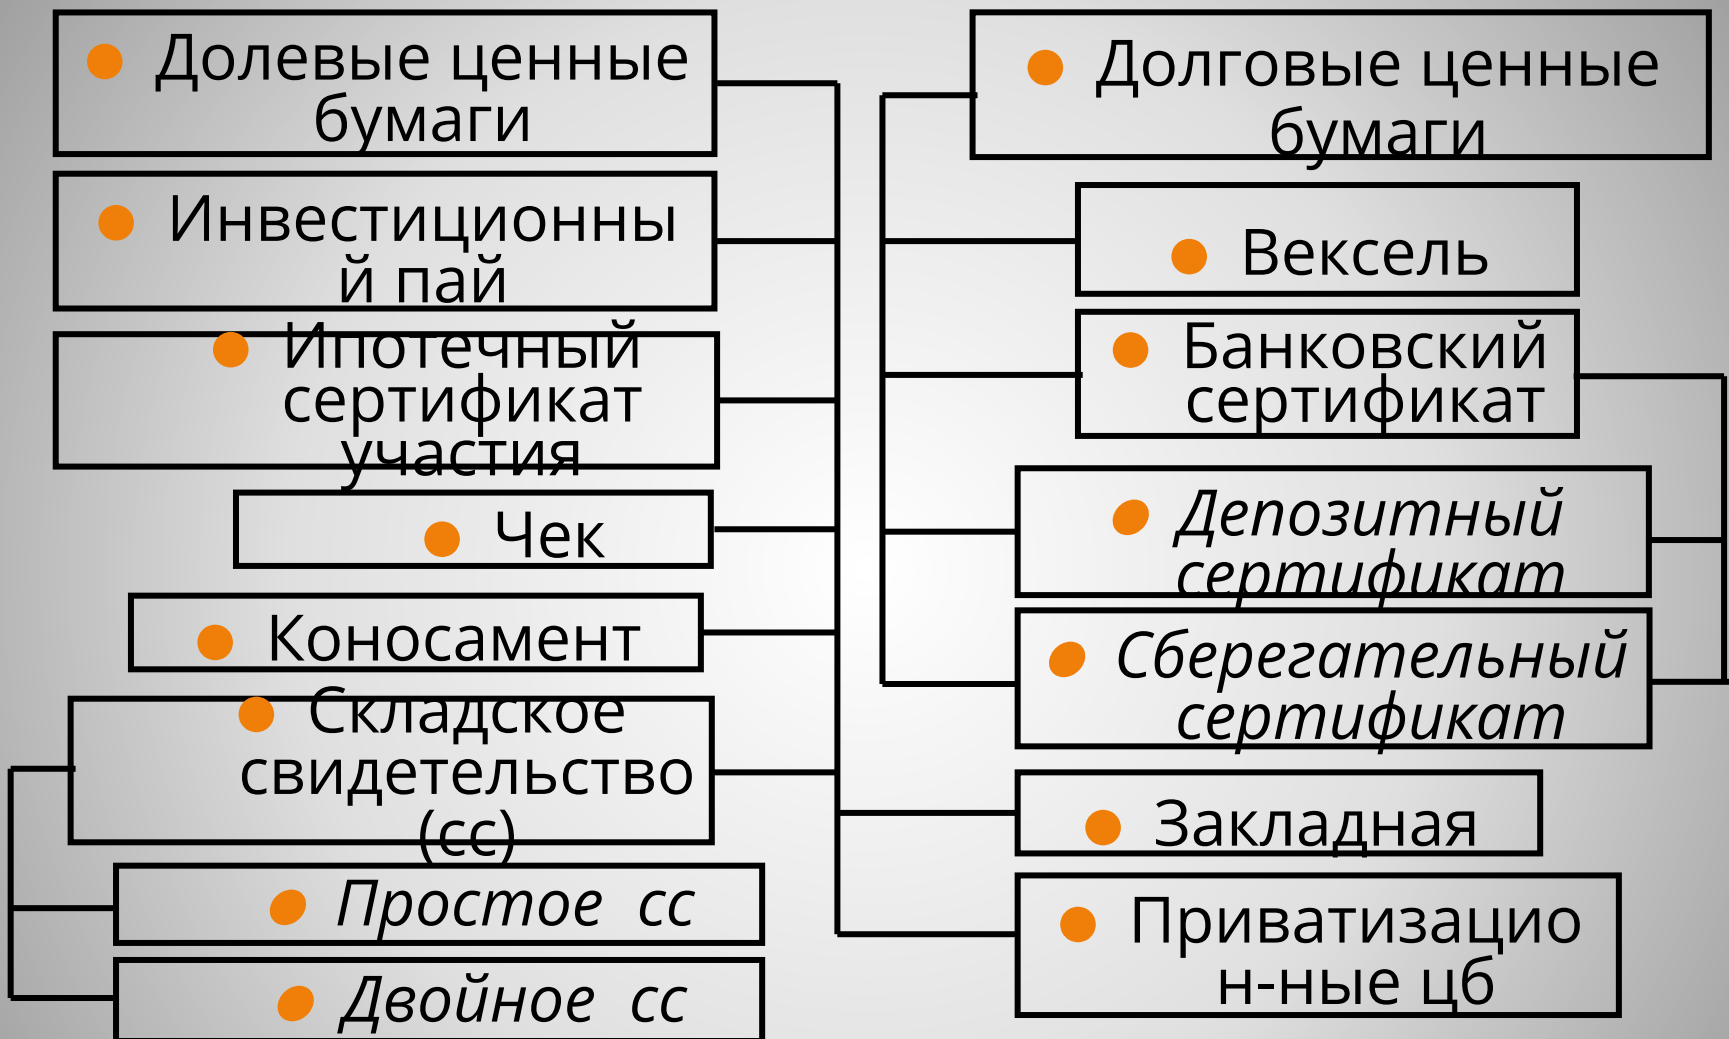 Долевые ценные
бумаги
Инвестиционны
й пай
Ипотечный
сертификат
участия
Чек
Коносамент
Складское
свидетельство
(сс)
Простое сс
Двойное сс
Долговые ценные
бумаги
Вексель
Банковский
сертификат
Депозитный
сертификат
Сберегательный
сертификат
Закладная
Приватизацио
н-ные цб